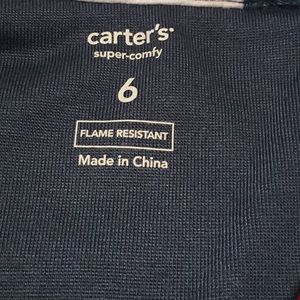 carter's
super-comfy
6
FLAME RESISTANT
Made in China